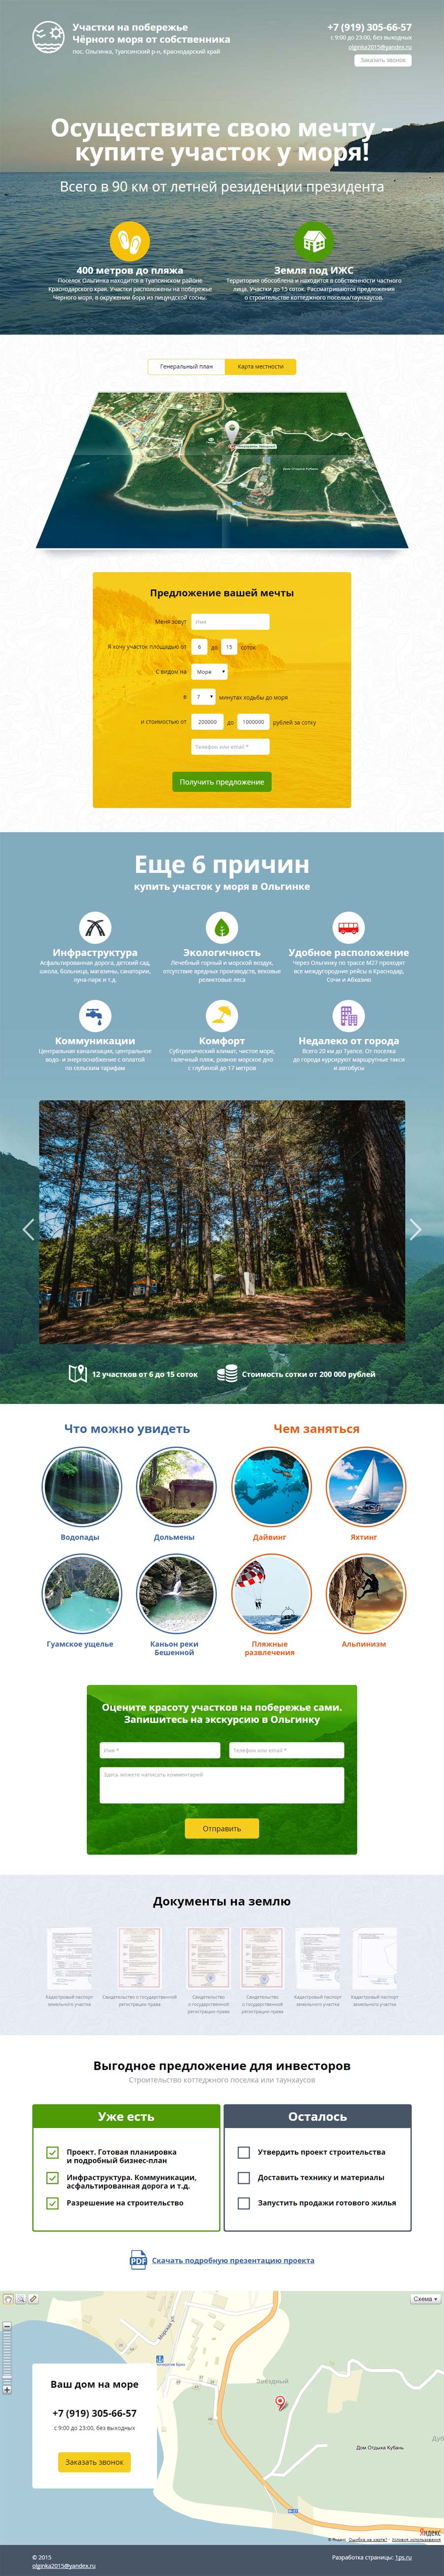 Участки на побережье
Чёрного моря от собственника
пос. Ольгинка, Туапсинский р-н, Краснодарский край
+7 (919) 305-66-57
с 9:00 до 23:00, без выходных
olginka2015@yandex.ru
Заказать звонок
Осуществите свою мечту –
купите участок у моря!
Всего в 90 км от летней резиденции президента
400 метров до пляжа
Поселок Ольгинка находится в Туапсинском районе
Краснодарского края. Участки расположены на побережье
Черного моря, в окружении бора из пицундской сосны.
Земля под ИЖС
Территория обособлена и находится в собственности частного
лица. Участки до 15 соток. Рассматриваются предложения
о строительстве коттеджного поселка/таунхаусов.
Генеральный план
Карта местности
Предложение вашей мечты
Меня зовут
Имя
Я хочу участок площадью от 6 до 15 соток
С видом на Море
в 7 минутах ходьбы до моря
и стоимостью от 200000 до 1000000 рублей за сотку
Телефон или email *
Получить предложение
Еще 6 причин
купить участок у моря в Ольгинке
Инфраструктура
Асфальтированная дорога, детский сад,
школа, больница, магазины, санатории,
луна-парк и т.д.
Экологичность
Лечебный горный и морской воздух,
отсутствие вредных производств, вековые
реликтовые леса
Удобное расположение
Через Ольгинку по трассе М27 проходят
все междугородние рейсы в Краснодар,
Сочи и Абхазию
Коммуникации
Центральная канализация, центральное
водо- и энергоснабжение с оплатой
по сельским тарифам
Комфорт
Субтропический климат, чистое море,
галечный пляж, ровное морское дно
с глубиной до 17 метров
Недалеко от города
Всего 20 км до Туапсе. От поселка
до города курсируют маршрутные такси
и автобусы
12 участков от 6 до 15 соток
Стоимость сотки от 200 000 рублей
Что можно увидеть
Чем заняться
Водопады
Дольмены
Дайвинг
Яхтинг
Гуамское ущелье
Каньон реки
Бешенной
Пляжные
развлечения
Альпинизм
Оцените красоту участков на побережье сами.
Запишитесь на экскурсию в Ольгинку
Имя *
Телефон или email *
Здесь можете написать комментарий
Отправить
Документы на землю
Кадастровый паспорт
земельного участка
Свидетельство о государственной
регистрации права
Свидетельство
о государственной
регистрации права
Свидетельство
о государственной
регистрации права
Кадастровый паспорт
земельного участка
Кадастровый паспорт
земельного участка
Выгодное предложение для инвесторов
Строительство коттеджного поселка или таунхаусов
Уже есть
Проект. Готовая планировка
и подробный бизнес-план
Инфраструктура. Коммуникации,
асфальтированная дорога и т.д.
Разрешение на строительство
Осталось
Утвердить проект строительства
Доставить технику и материалы
Запустить продажи готового жилья
PDF
Скачать подробную презентацию проекта
Схема
Морская ул.
Звёздный
Дом Отдыха Кубань
Ваш дом на море
+7 (919) 305-66-57
с 9:00 до 23:00, без выходных
Заказать звонок
Яндекс
© Яндекс Ошибка на карте? Условия использования
© 2015
olginka2015@yandex.ru
Разработка страницы: 1ps.ru